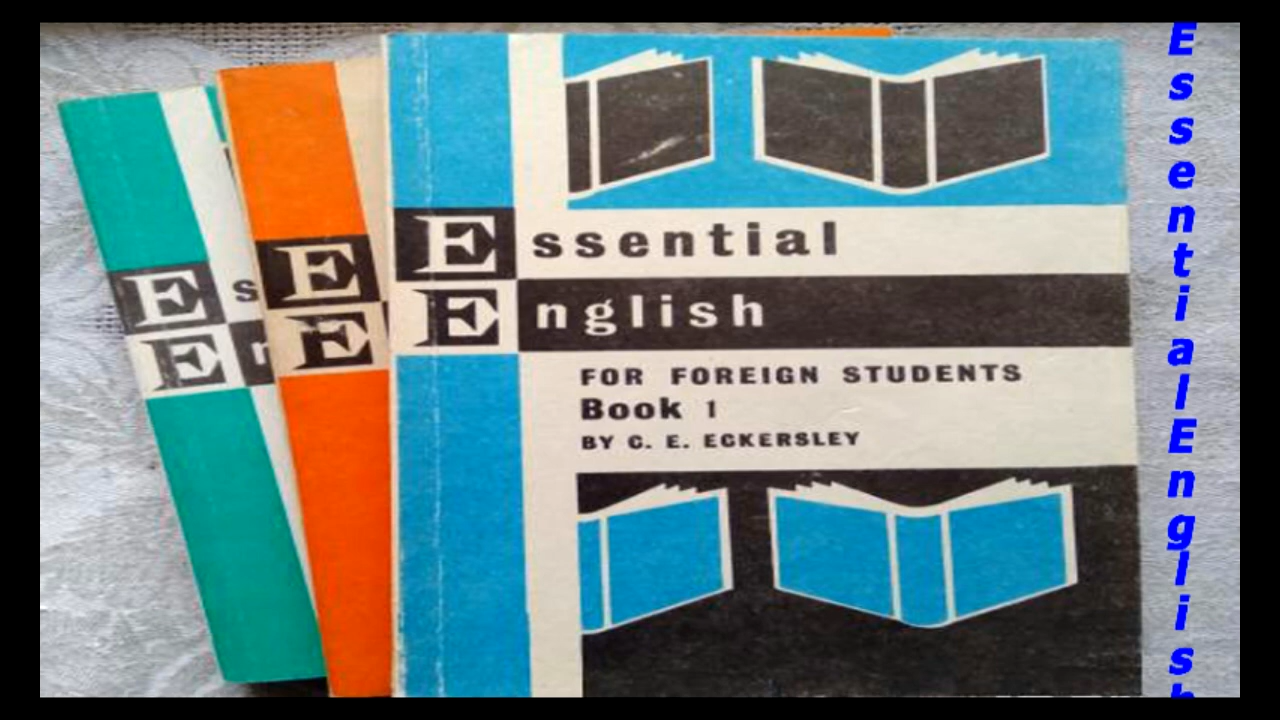 Essential
English
FOR FOREIGN STUDENTS
Book 1
BY C. E. ECKERSLEY
E
E
E s
E n
EssentialEnglish